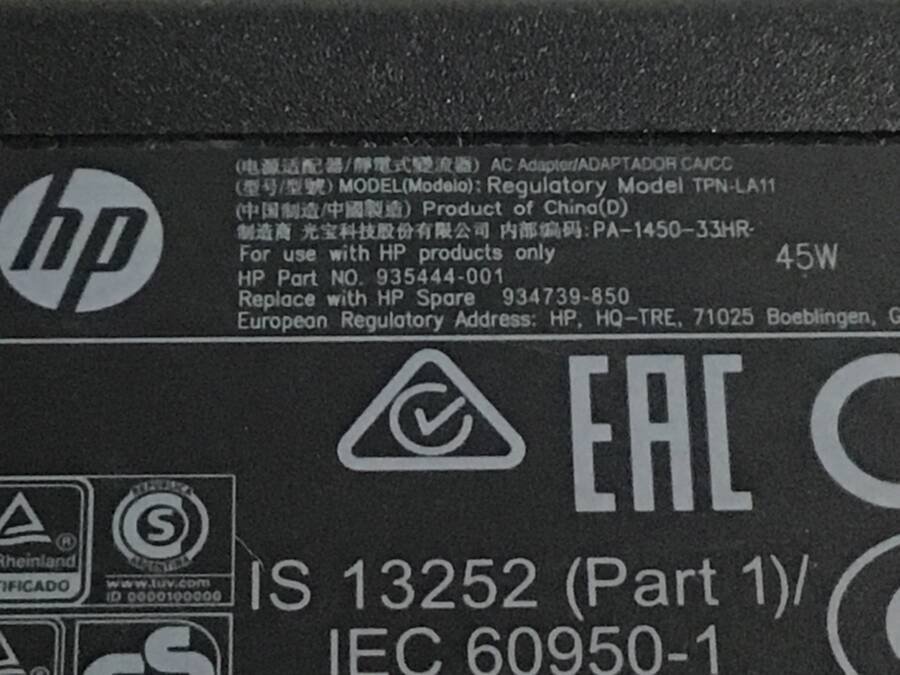 hp
(电源适配器/靜電式變流器) AC Adapter/ADAPTADOR CA/CC
(型号/型號) MODEL(Modelo): Regulatory Model TPN-LA11
(中国制造/中國製造) Product of China(D)
制造商 光宝科技股份有限公司 内部编码:PA-1450-33HR-
For use with HP products only
45W
HP Part NO. 935444-001
Replace with HP Spare 934739-850
European Regulatory Address: HP, HQ-TRE, 71025 Boeblingen, G
EAC
Rheinland
TIFICADO
REPUBLICA
S
ARGENTINA
www.tuv.com
ID 0000100000
IS 13252 (Part 1)/
IEC 60950-1
GS